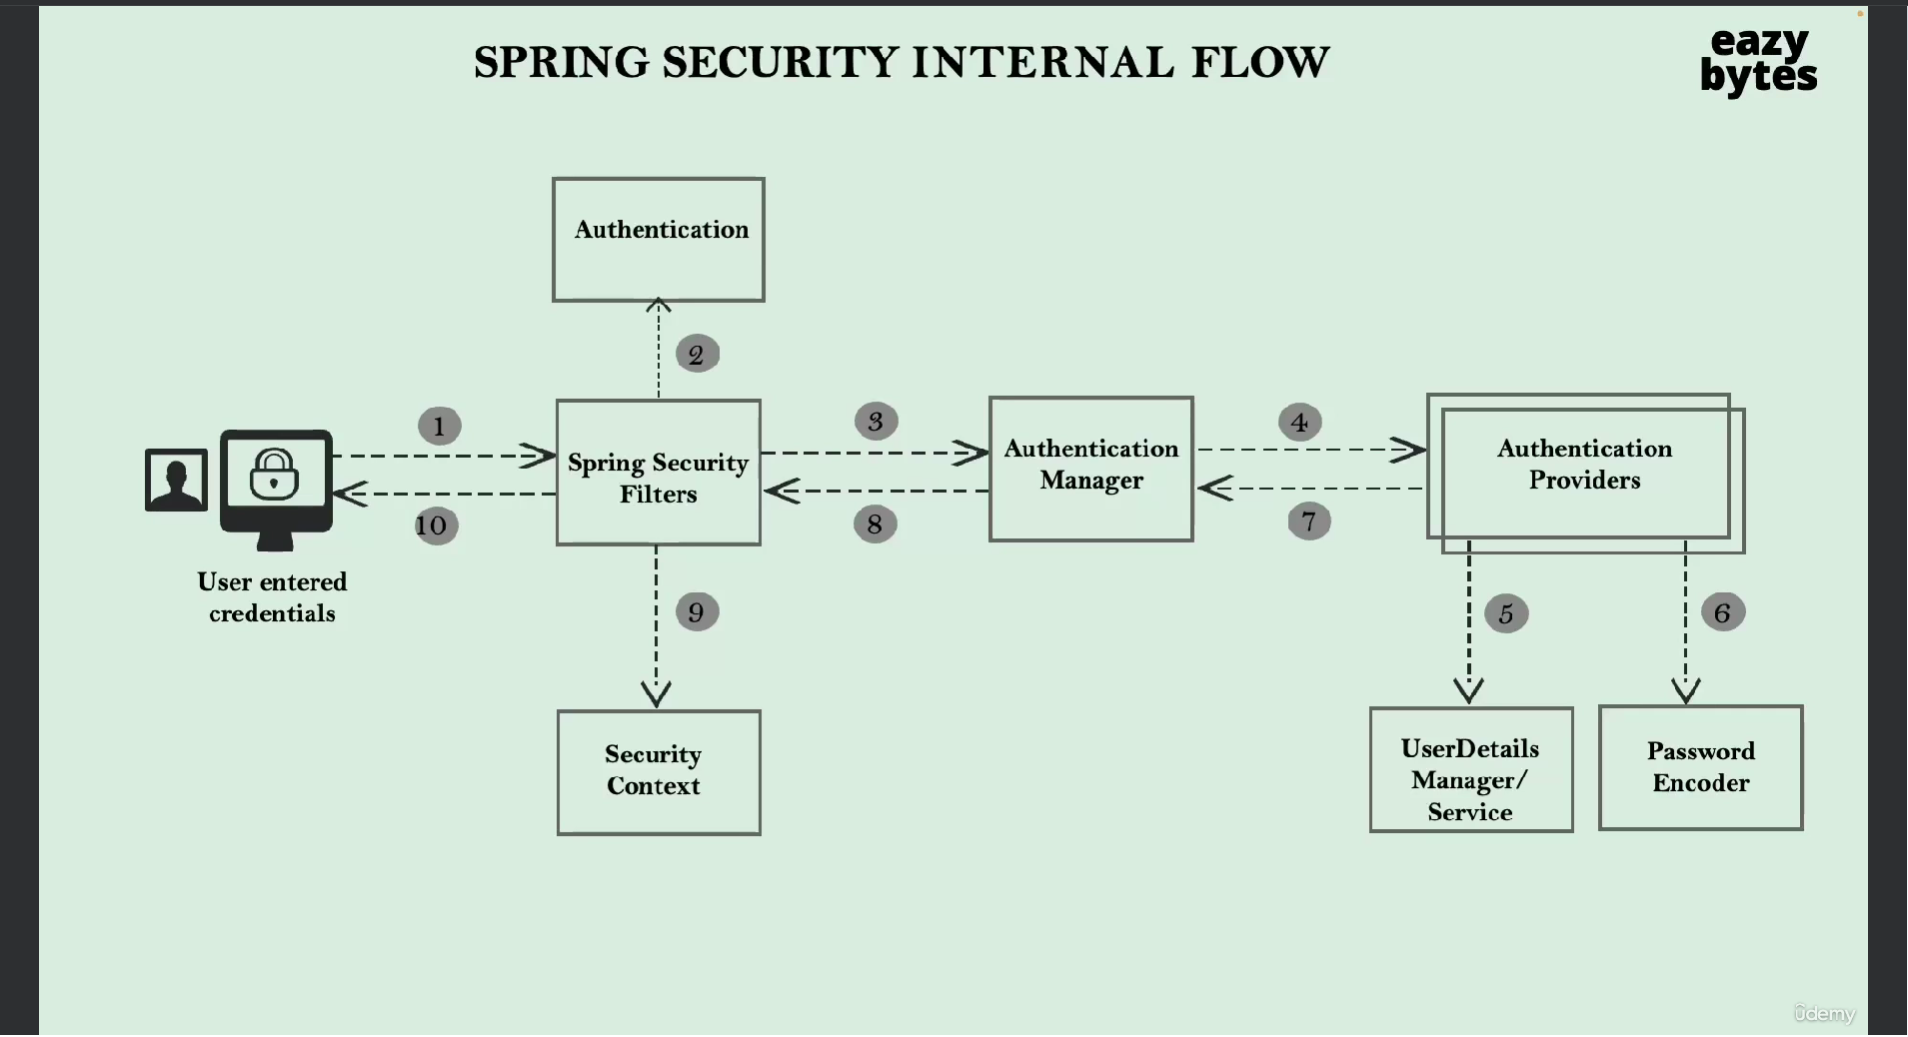 SPRING SECURITY INTERNAL FLOW
eazy
bytes
Authentication
2
1
3
4
Spring Security
Filters
Authentication
Manager
Authentication
Providers
10
8
7
User entered
credentials
9
5
6
Security
Context
UserDetails
Manager/
Service
Password
Encoder
ûdemy